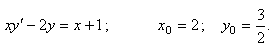 xy′ − 2y = x + 1; x₀ = 2; y₀ = 3/2.